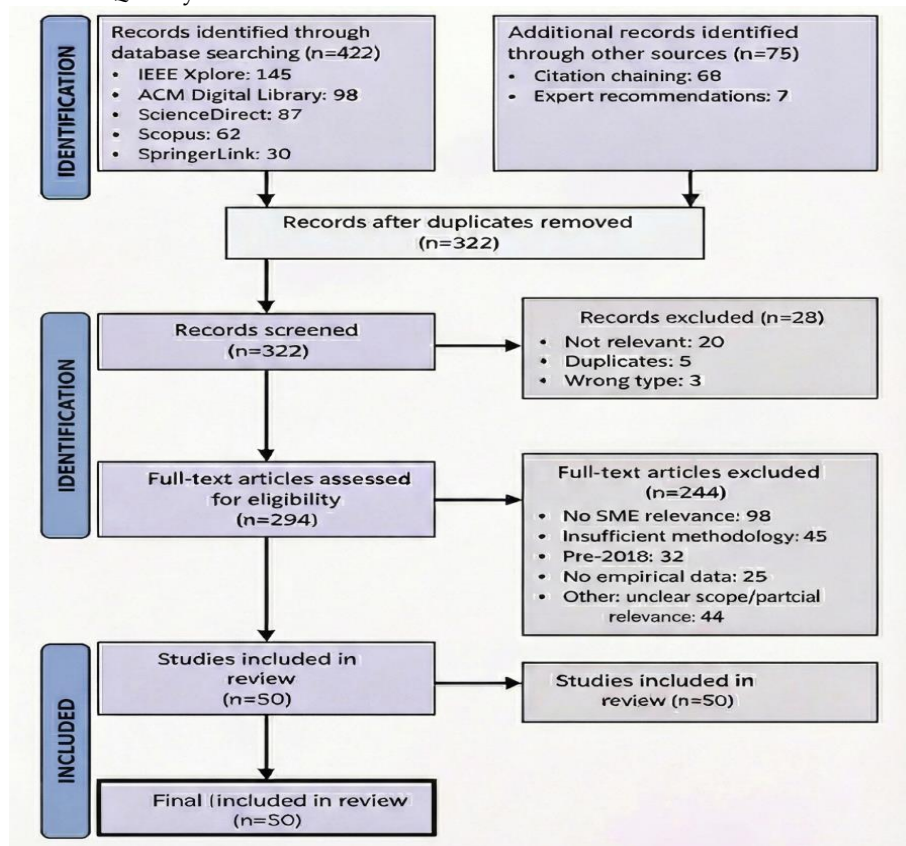 IDENTIFICATION
Records identified through
database searching (n=422)
• IEEE Xplore: 145
• ACM Digital Library: 98
• ScienceDirect: 87
• Scopus: 62
• SpringerLink: 30
Additional records identified
through other sources (n=75)
• Citation chaining: 68
• Expert recommendations: 7
Records after duplicates removed
(n=322)
IDENTIFICATION
Records screened
(n=322)
Records excluded (n=28)
• Not relevant: 20
• Duplicates: 5
• Wrong type: 3
Full-text articles assessed
for eligibility
(n=294)
Full-text articles excluded
(n=244)
• No SME relevance: 98
• Insufficient methodology: 45
• Pre-2018: 32
• No empirical data: 25
• Other: unclear scope/partcial
relevance: 44
INCLUDED
Studies included in
review
(n=50)
Studies included in
review (n=50)
Final (included in review
(n=50)